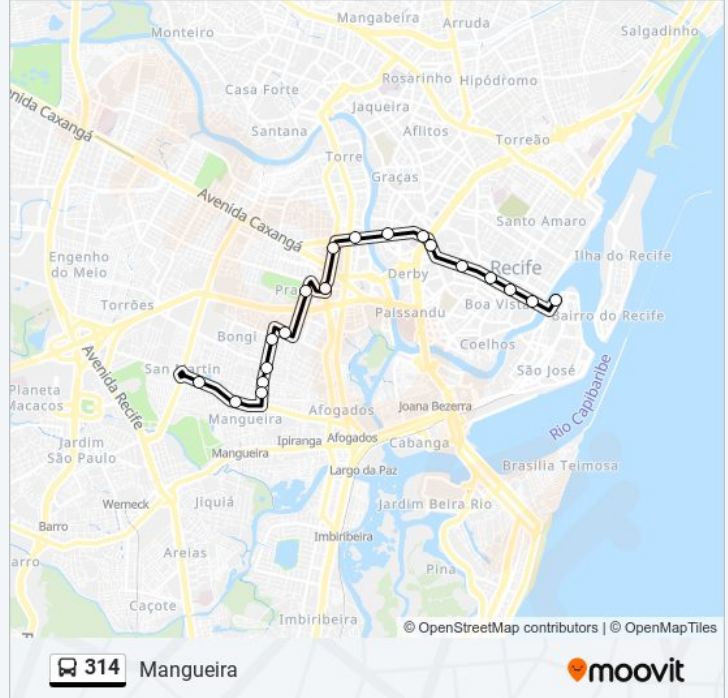 Mangabeira
Arruda
Salgadinho
Monteiro
Rosarinho
Hipódromo
Casa Forte
Jaqueira
nida Caxangá
Santana
Aflitos
Torreão
Torre
Graças
Avenida Caxangá
Santo Amaro
Engenho
do Meio
Ilha do Recife
Recife
Derby
Pra
Torrões
Boa Vist
Bairro do Recife
Paissandu
Bongi
Coelhos
San Martin
São José
Avenida Recife
Rio Capibaribe
Planeta
Macacos
Mangueira
Afogados
Joana Bezerra
Ipiranga
Afogados
Cabanga
Jardim
São Paulo
Mangueira
Brasília Teimosa
Largo da Paz
Werneck
Jiquiá
Jardim Beira Rio
Barro
Imbiribeira
Areias
arro
Pina
Caçote
Imbiribeira
© OpenStreetMap contributors | © OpenMapTiles
314 Mangueira
moovit